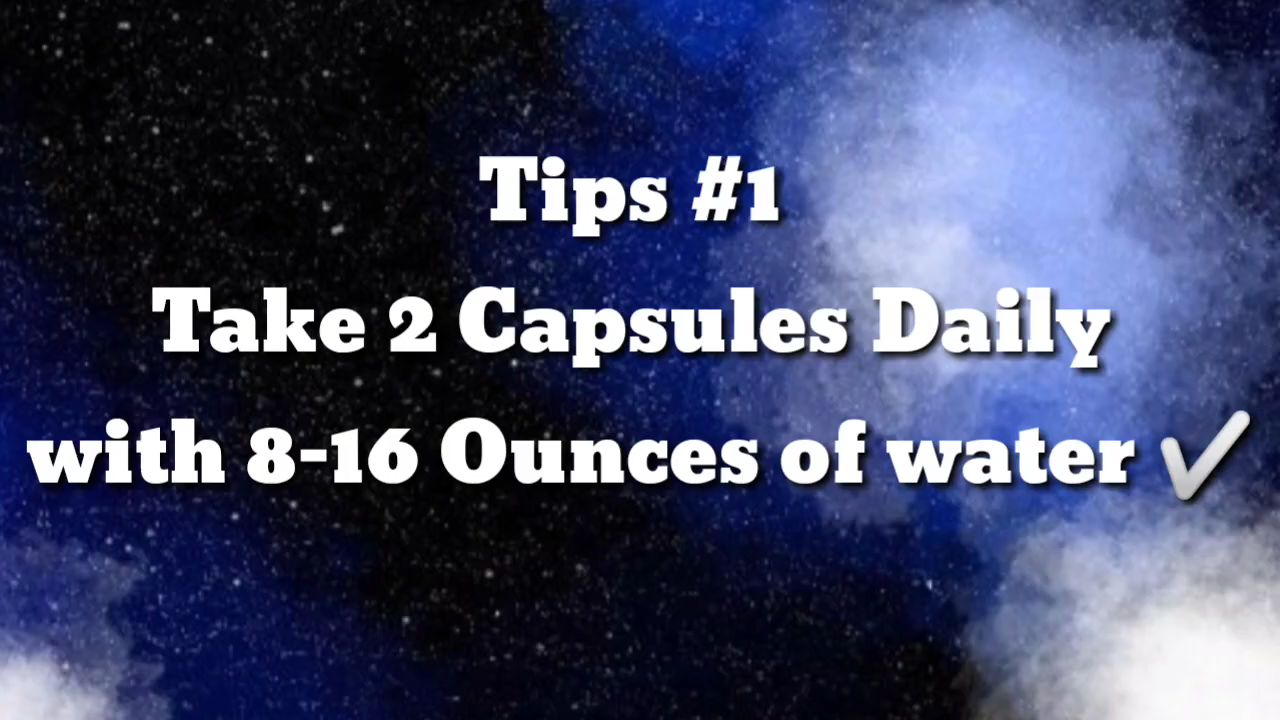 Tips #1
Take 2 Capsules Daily
with 8-16 Ounces of water ✔